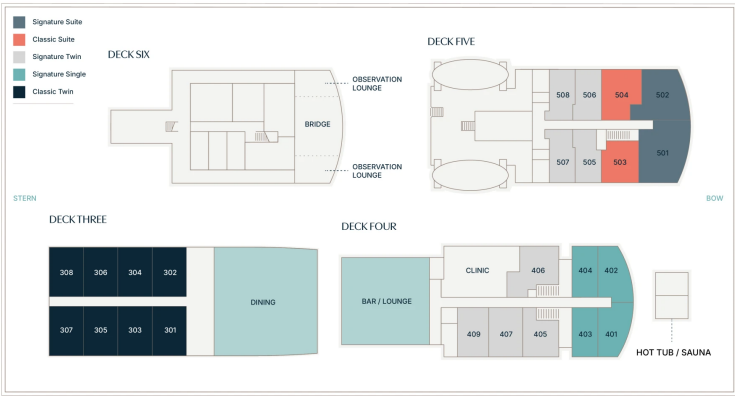 Signature Suite
Classic Suite
Signature Twin
Signature Single
Classic Twin
DECK SIX
OBSERVATION
LOUNGE
BRIDGE
OBSERVATION
LOUNGE
DECK FIVE
508
506
504
502
507
505
503
501
STERN
BOW
DECK THREE
308
306
304
302
DINING
307
305
303
301
DECK FOUR
CLINIC
406
404
402
BAR / LOUNGE
409
407
405
403
401
HOT TUB / SAUNA